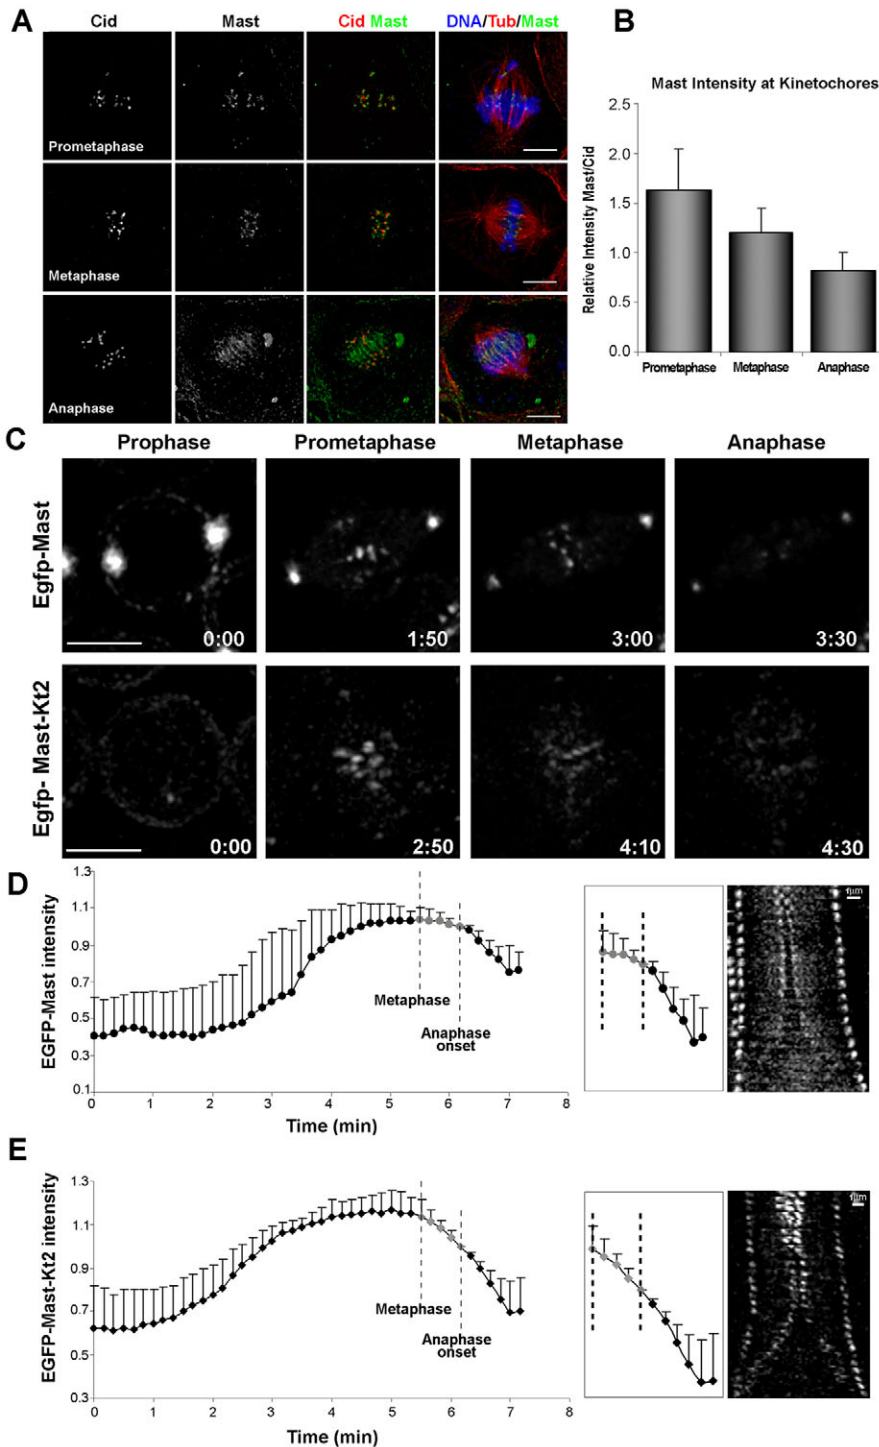 A
Cid
Mast
Cid Mast
DNA/Tub/Mast
Prometaphase
Metaphase
Anaphase
B
Mast Intensity at Kinetochores
Relative Intensity Mast/Cid
2.5
2.0
1.5
1.0
0.5
0.0
Prometaphase
Metaphase
Anaphase
C
Prophase
Prometaphase
Metaphase
Anaphase
Egfp-Mast
0:00
1:50
3:00
3:30
Egfp- Mast-Kt2
0:00
2:50
4:10
4:30
D
EGFP-Mast intensity
1.3
1.1
0.9
0.7
0.5
0.3
0.1
Metaphase
Anaphase
onset
0 1 2 3 4 5 6 7 8
Time (min)
1µm
E
EGFP-Mast-Kt2 intensity
1.3
1.1
0.9
0.7
0.5
0.3
Metaphase
Anaphase
onset
0 1 2 3 4 5 6 7 8
Time (min)
1µm